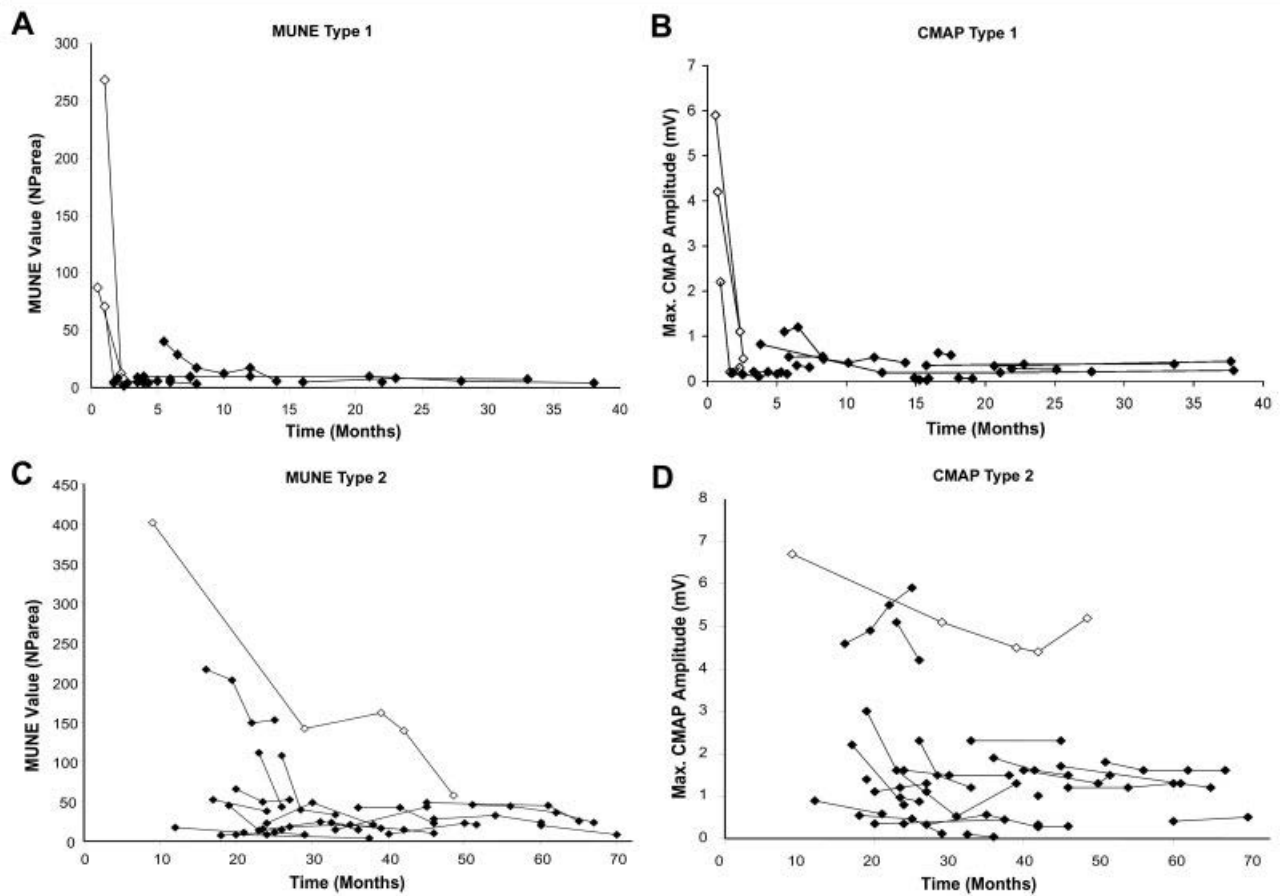 A
MUNE Type 1
MUNE Value (NParea)
300
250
200
150
100
50
0
0 5 10 15 20 25 30 35 40
Time (Months)
B
CMAP Type 1
Max. CMAP Amplitude (mV)
7
6
5
4
3
2
1
0
0 5 10 15 20 25 30 35 40
Time (Months)
C
MUNE Type 2
MUNE Value (NParea)
450
400
350
300
250
200
150
100
50
0
0 10 20 30 40 50 60 70
Time (Months)
D
CMAP Type 2
Max. CMAP Amplitude (mV)
8
7
6
5
4
3
2
1
0
0 10 20 30 40 50 60 70
Time (Months)